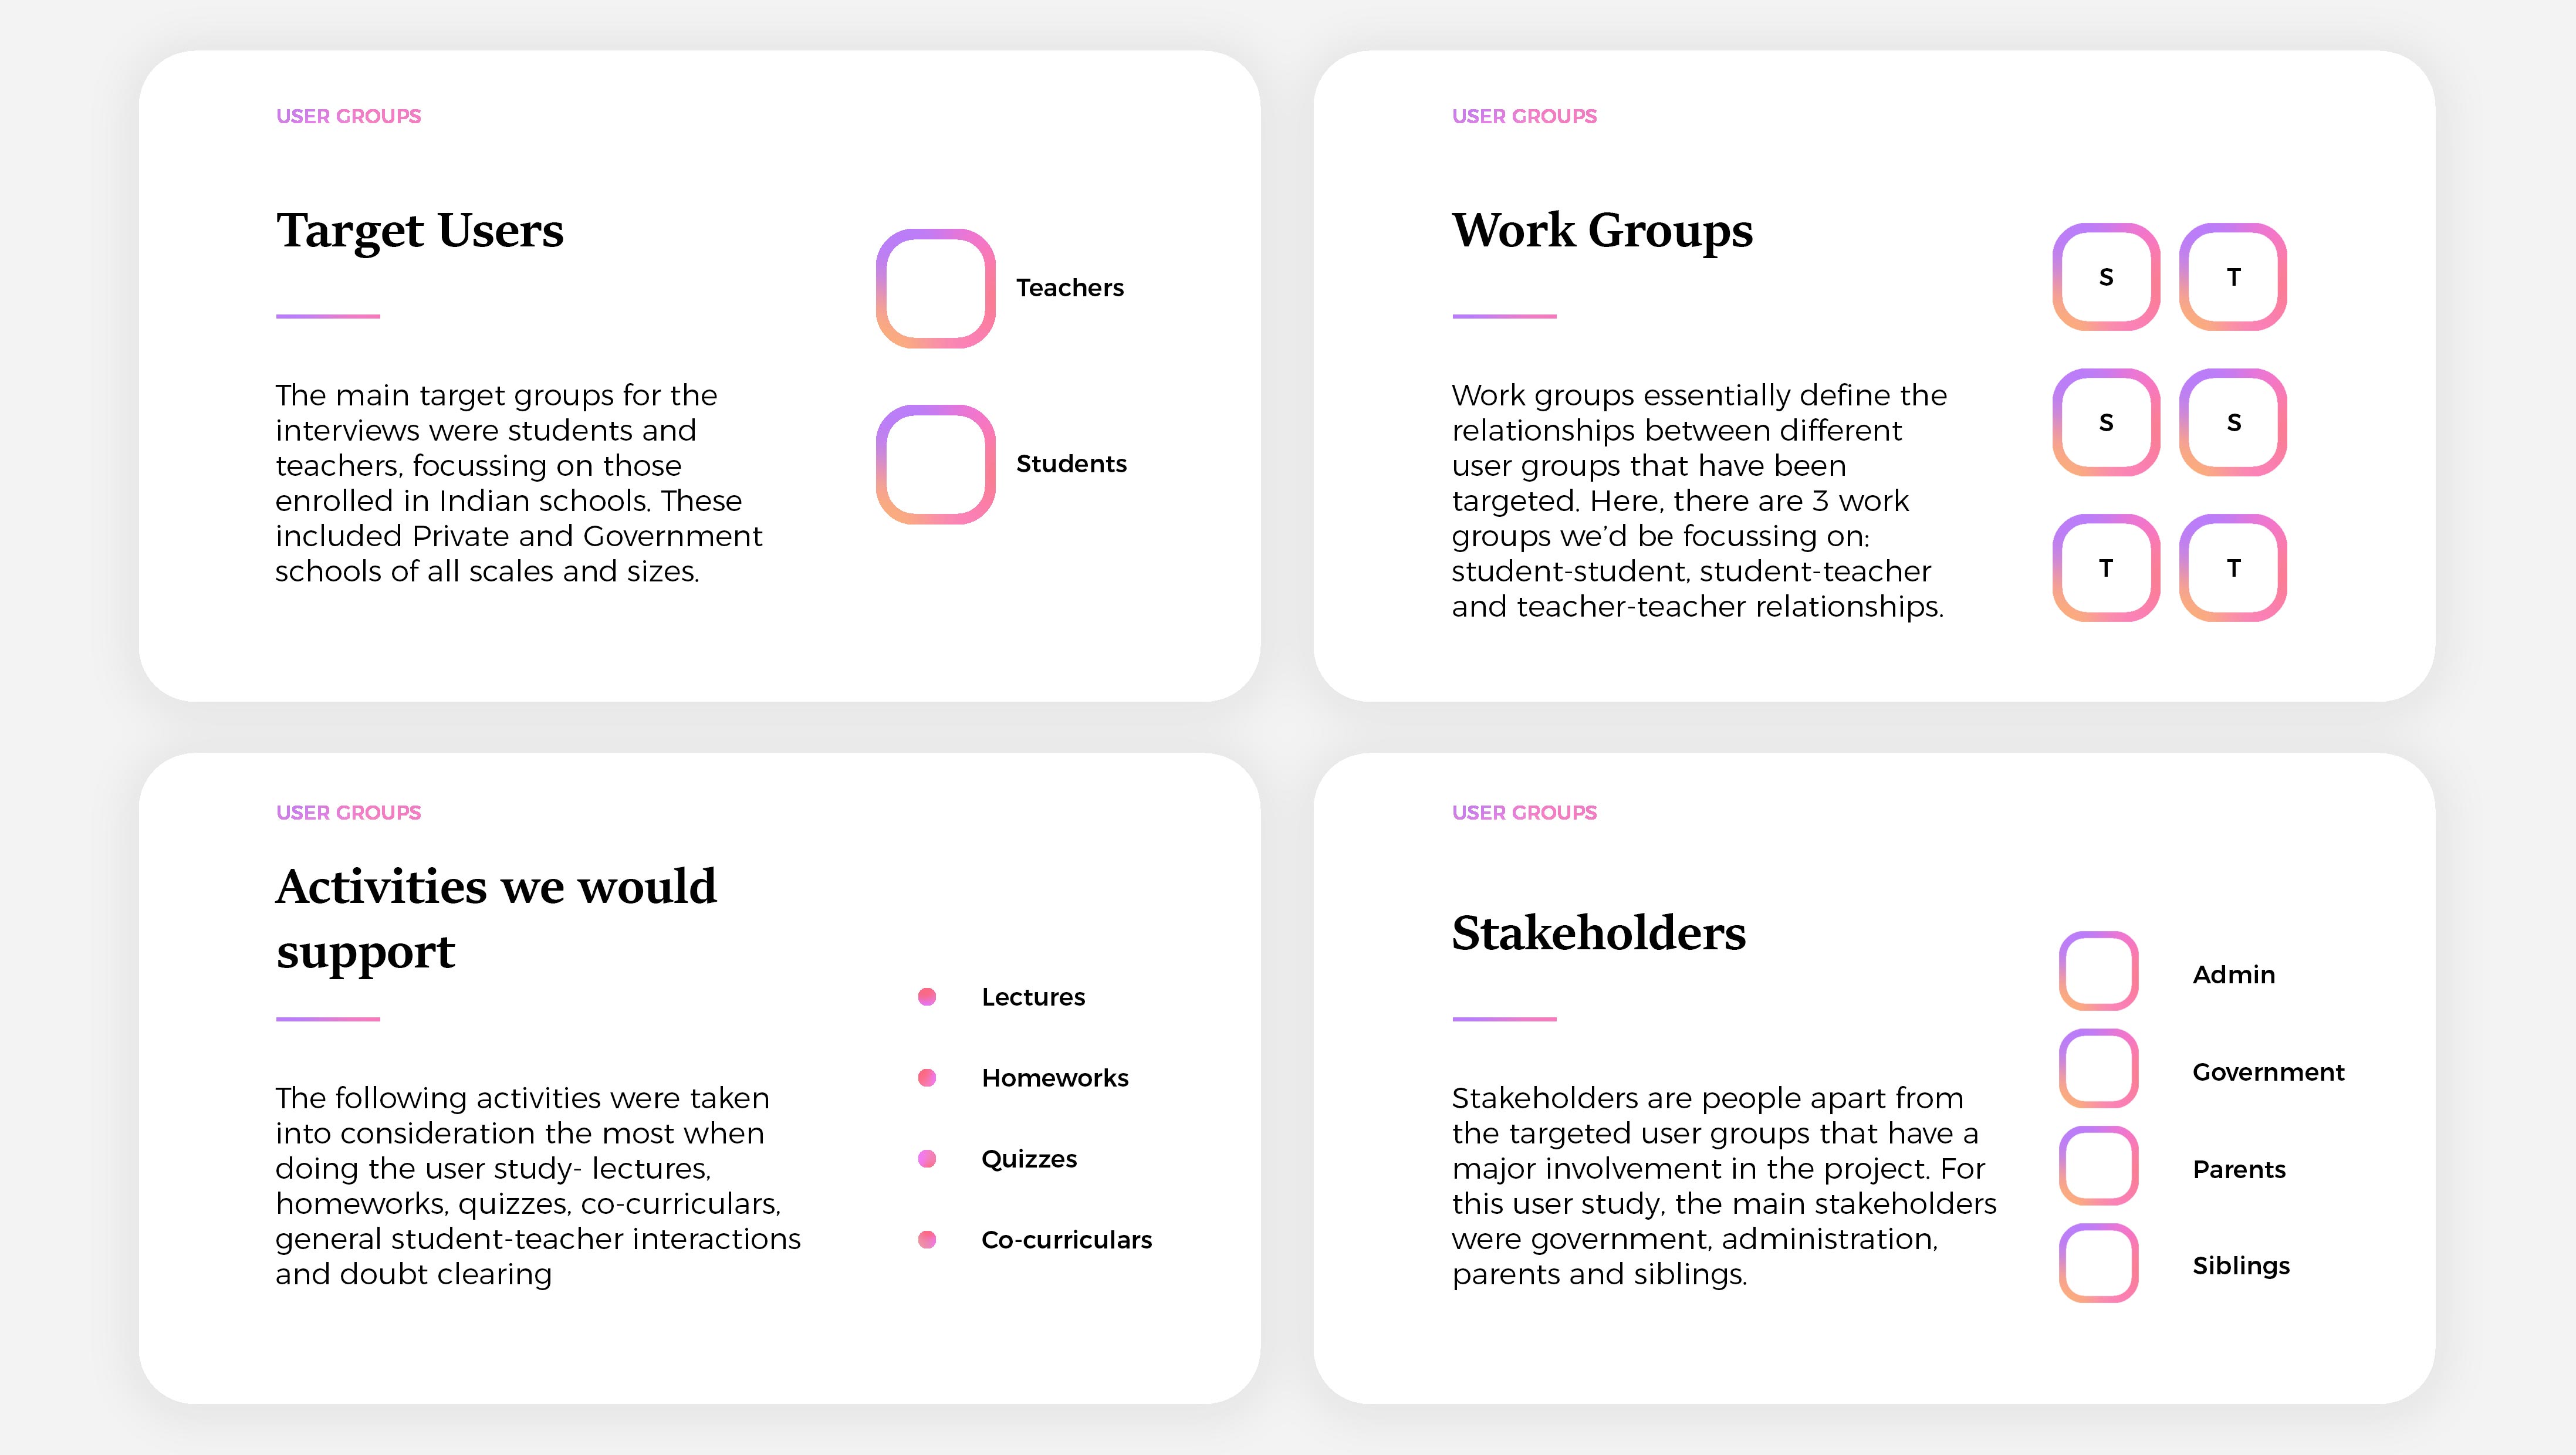 USER GROUPS
Target Users
The main target groups for the
interviews were students and
teachers, focussing on those
enrolled in Indian schools. These
included Private and Government
schools of all scales and sizes.
Teachers
Students
USER GROUPS
Work Groups
Work groups essentially define the
relationships between different
user groups that have been
targeted. Here, there are 3 work
groups we’d be focussing on:
student-student, student-teacher
and teacher-teacher relationships.
S T
S S
T T
USER GROUPS
Activities we would
support
The following activities were taken
into consideration the most when
doing the user study- lectures,
homeworks, quizzes, co-curriculars,
general student-teacher interactions
and doubt clearing
Lectures
Homeworks
Quizzes
Co-curriculars
USER GROUPS
Stakeholders
Stakeholders are people apart from
the targeted user groups that have a
major involvement in the project. For
this user study, the main stakeholders
were government, administration,
parents and siblings.
Admin
Government
Parents
Siblings